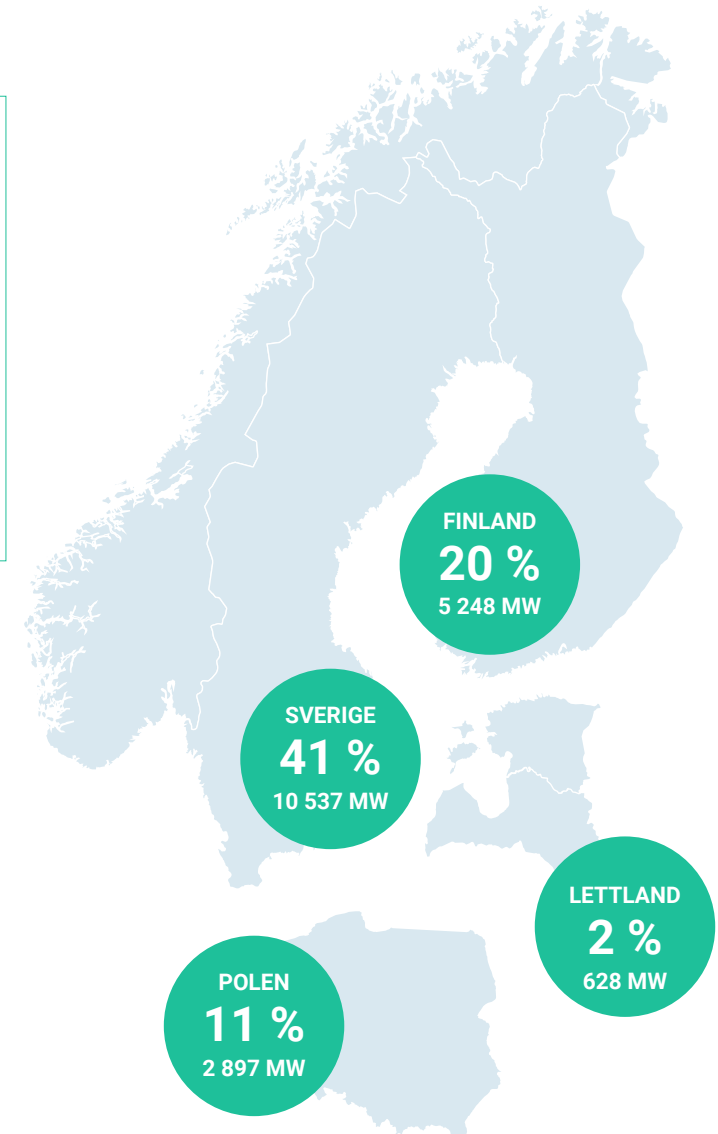 FINLAND
20 %
5 248 MW
SVERIGE
41 %
10 537 MW
LETTLAND
2 %
628 MW
POLEN
11 %
2 897 MW